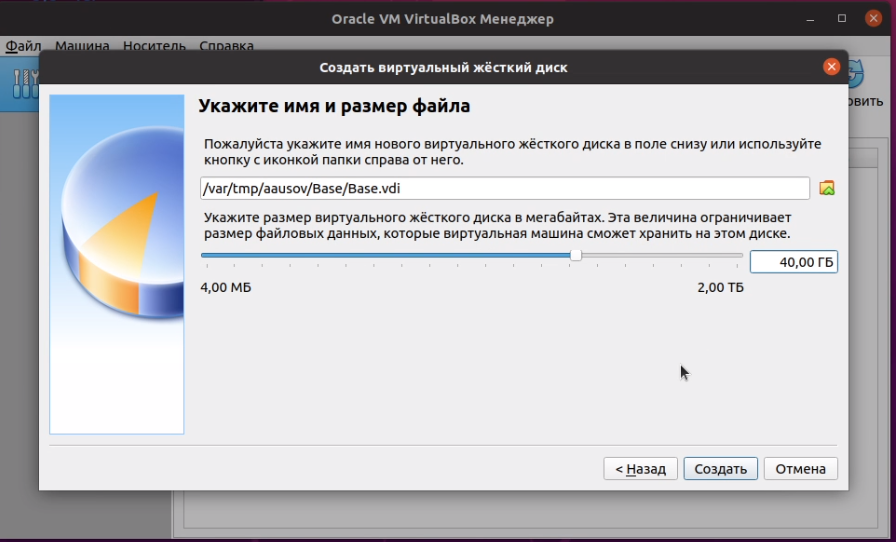 Oracle VM VirtualBox Менеджер
Файл Машина Носитель Справка
Создать виртуальный жёсткий диск
Укажите имя и размер файла
Пожалуйста укажите имя нового виртуального жёсткого диска в поле снизу или используйте
кнопку с иконкой папки справа от него.
/var/tmp/aausov/Base/Base.vdi
Укажите размер виртуального жёсткого диска в мегабайтах. Эта величина ограничивает
размер файловых данных, которые виртуальная машина сможет хранить на этом диске.
40,00 ГБ
4,00 МБ 2,00 ТБ
< Назад Создать Отмена